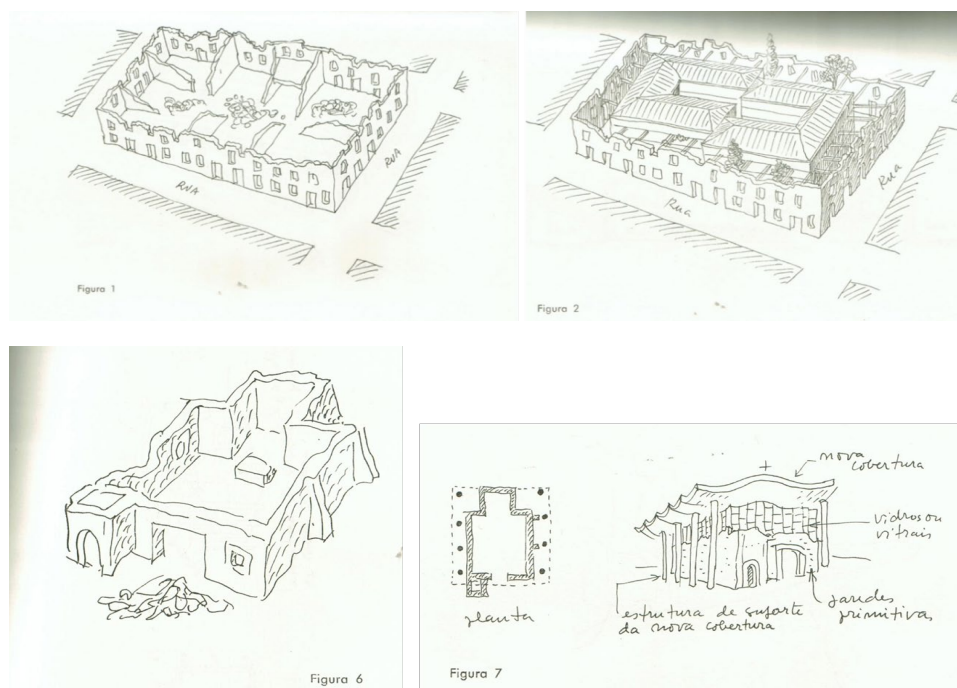 RUA
RUA
Figura 1
Rua
Rua
Figura 2
Figura 6
nova
cobertura
vidros ou
vitrais
planta
estrutura de suporte
da nova cobertura
paredes
primitivas
Figura 7